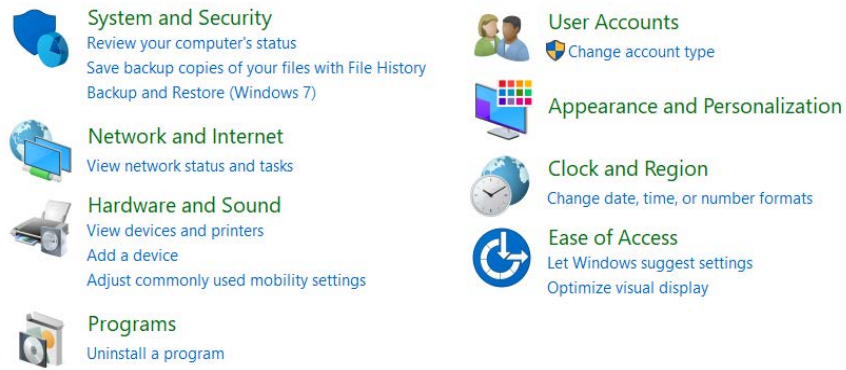 System and Security
Review your computer's status
Save backup copies of your files with File History
Backup and Restore (Windows 7)
Network and Internet
View network status and tasks
Hardware and Sound
View devices and printers
Add a device
Adjust commonly used mobility settings
Programs
Uninstall a program
User Accounts
Change account type
Appearance and Personalization
Clock and Region
Change date, time, or number formats
Ease of Access
Let Windows suggest settings
Optimize visual display